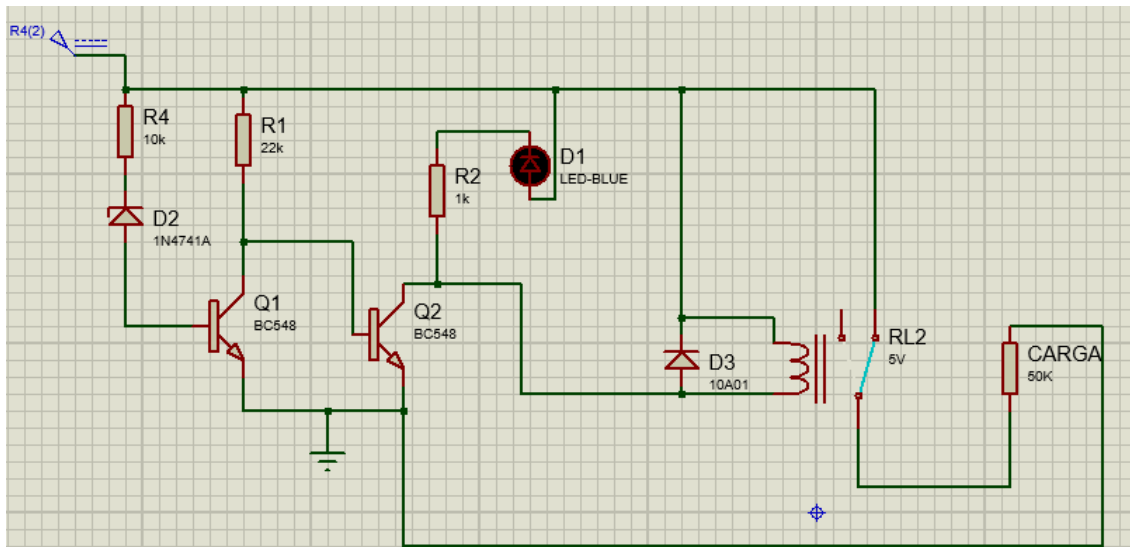 R4(2)
R4
10k
R1
22k
D2
1N4741A
R2
1k
D1
LED-BLUE
Q1
BC548
Q2
BC548
D3
10A01
RL2
5V
CARGA
50K